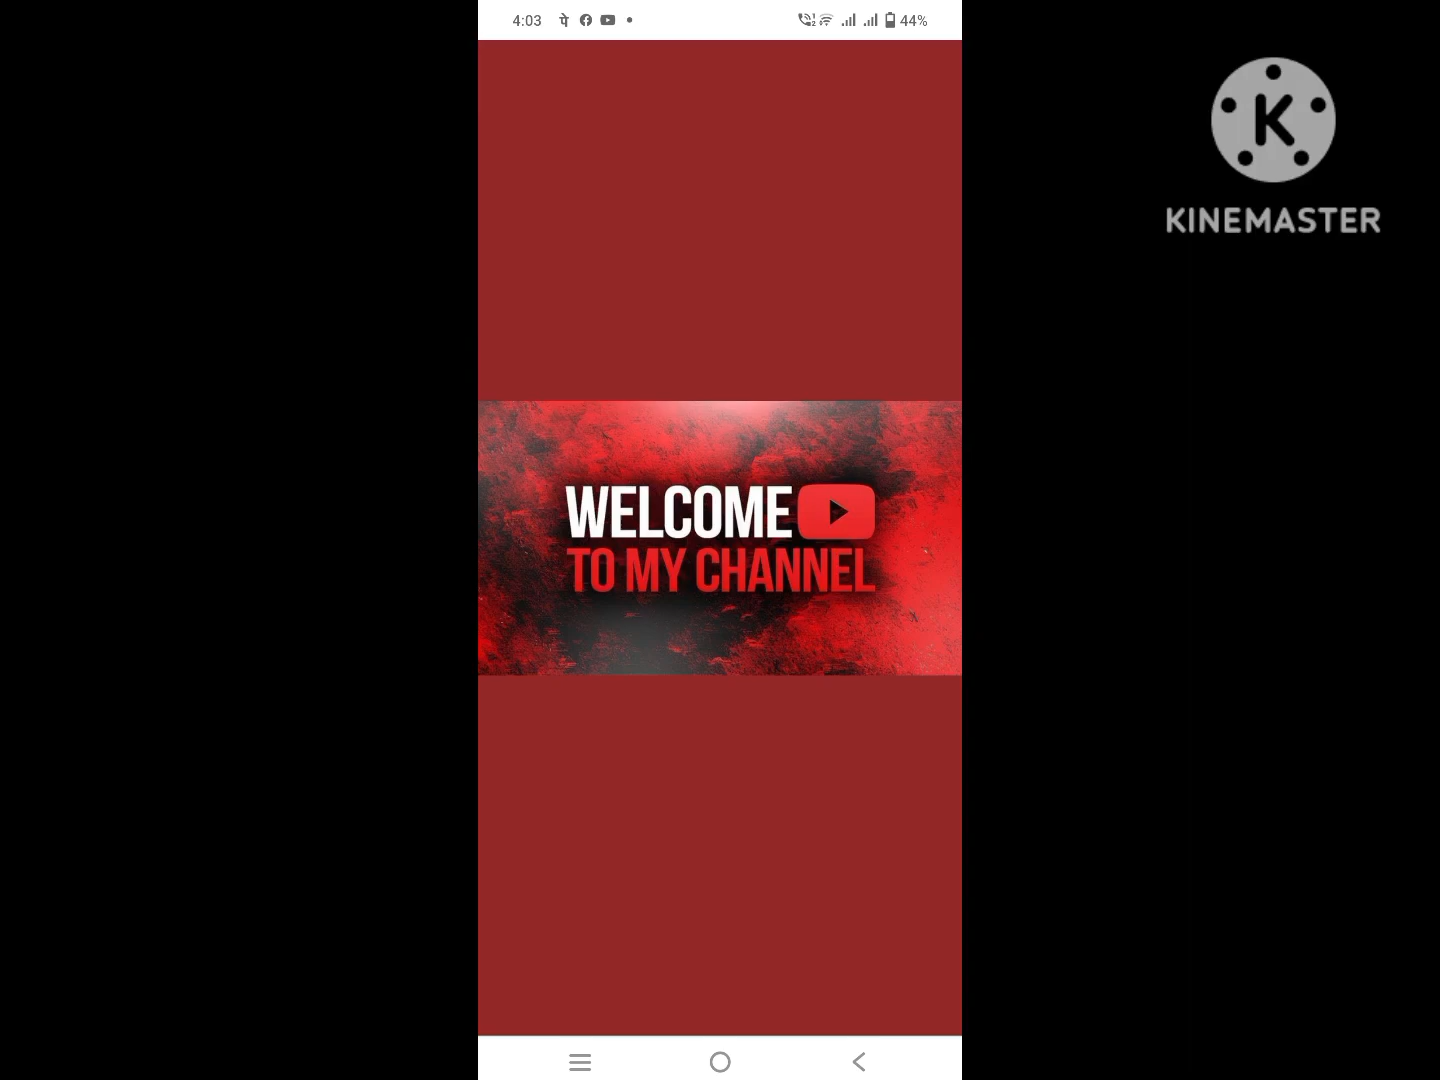 4:03 पे 44%
K
KINEMASTER
WELCOME
TO MY CHANNEL